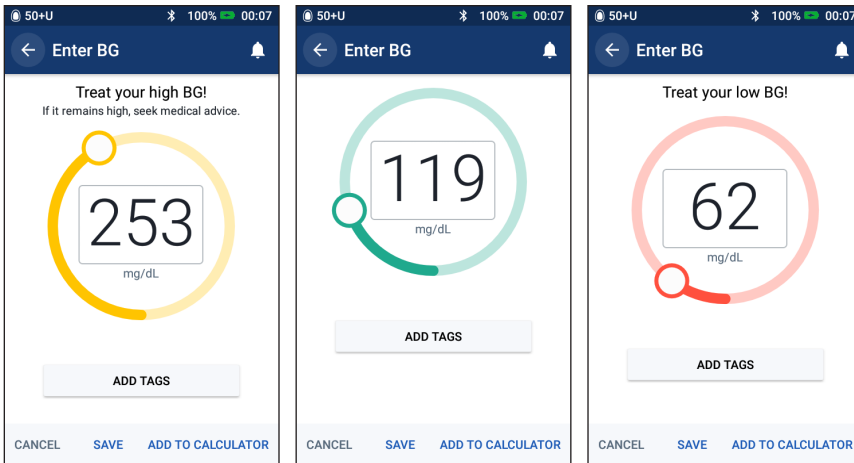 50+U 100% 00:07
Enter BG
Treat your high BG!
If it remains high, seek medical advice.
253
mg/dL
ADD TAGS
CANCEL SAVE ADD TO CALCULATOR
50+U 100% 00:07
Enter BG
119
mg/dL
ADD TAGS
CANCEL SAVE ADD TO CALCULATOR
50+U 100% 00:07
Enter BG
Treat your low BG!
62
mg/dL
ADD TAGS
CANCEL SAVE ADD TO CALCULATOR